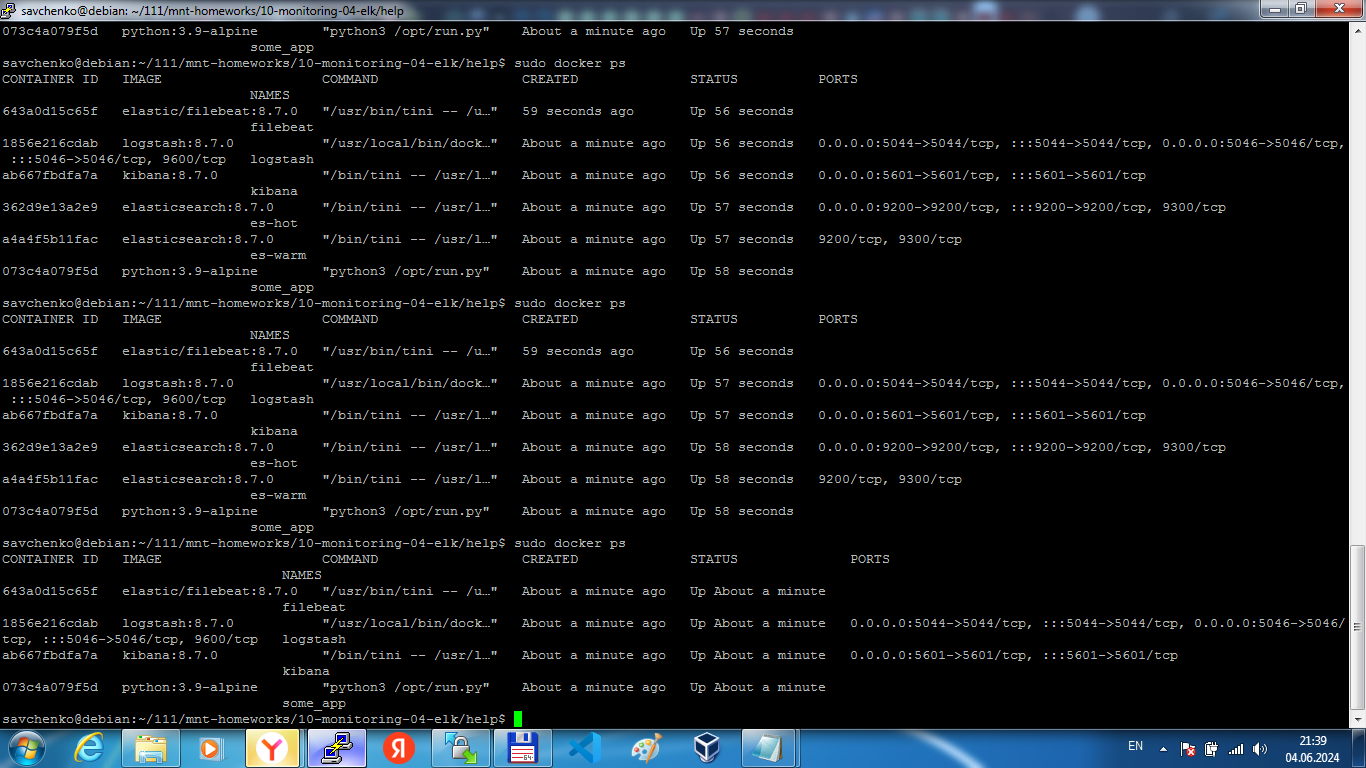 savchenko@debian: ~/111/mnt-homeworks/10-monitoring-04-elk/help
073c4a079f5d   python:3.9-alpine        "python3 /opt/run.py"    About a minute ago   Up 57 seconds
                               some_app
savchenko@debian:~/111/mnt-homeworks/10-monitoring-04-elk/help$ sudo docker ps
CONTAINER ID   IMAGE                    COMMAND                  CREATED              STATUS          PORTS
                               NAMES
643a0d15c65f   elastic/filebeat:8.7.0   "/usr/bin/tini -- /u…"   59 seconds ago       Up 56 seconds
                               filebeat
1856e216cdab   logstash:8.7.0           "/usr/local/bin/dock…"   About a minute ago   Up 56 seconds   0.0.0.0:5044->5044/tcp, :::5044->5044/tcp, 0.0.0.0:5046->5046/tcp,
 :::5046->5046/tcp, 9600/tcp   logstash
ab667fbdfa7a   kibana:8.7.0             "/bin/tini -- /usr/l…"   About a minute ago   Up 56 seconds   0.0.0.0:5601->5601/tcp, :::5601->5601/tcp
                               kibana
362d9e13a2e9   elasticsearch:8.7.0      "/bin/tini -- /usr/l…"   About a minute ago   Up 57 seconds   0.0.0.0:9200->9200/tcp, :::9200->9200/tcp, 9300/tcp
                               es-hot
a4a4f5b11fac   elasticsearch:8.7.0      "/bin/tini -- /usr/l…"   About a minute ago   Up 57 seconds   9200/tcp, 9300/tcp
                               es-warm
073c4a079f5d   python:3.9-alpine        "python3 /opt/run.py"    About a minute ago   Up 58 seconds
                               some_app
savchenko@debian:~/111/mnt-homeworks/10-monitoring-04-elk/help$ sudo docker ps
CONTAINER ID   IMAGE                    COMMAND                  CREATED              STATUS          PORTS
                               NAMES
643a0d15c65f   elastic/filebeat:8.7.0   "/usr/bin/tini -- /u…"   59 seconds ago       Up 56 seconds
                               filebeat
1856e216cdab   logstash:8.7.0           "/usr/local/bin/dock…"   About a minute ago   Up 57 seconds   0.0.0.0:5044->5044/tcp, :::5044->5044/tcp, 0.0.0.0:5046->5046/tcp,
 :::5046->5046/tcp, 9600/tcp   logstash
ab667fbdfa7a   kibana:8.7.0             "/bin/tini -- /usr/l…"   About a minute ago   Up 57 seconds   0.0.0.0:5601->5601/tcp, :::5601->5601/tcp
                               kibana
362d9e13a2e9   elasticsearch:8.7.0      "/bin/tini -- /usr/l…"   About a minute ago   Up 58 seconds   0.0.0.0:9200->9200/tcp, :::9200->9200/tcp, 9300/tcp
                               es-hot
a4a4f5b11fac   elasticsearch:8.7.0      "/bin/tini -- /usr/l…"   About a minute ago   Up 58 seconds   9200/tcp, 9300/tcp
                               es-warm
073c4a079f5d   python:3.9-alpine        "python3 /opt/run.py"    About a minute ago   Up 58 seconds
                               some_app
savchenko@debian:~/111/mnt-homeworks/10-monitoring-04-elk/help$ sudo docker ps
CONTAINER ID   IMAGE                    COMMAND                  CREATED              STATUS              PORTS
                                   NAMES
643a0d15c65f   elastic/filebeat:8.7.0   "/usr/bin/tini -- /u…"   About a minute ago   Up About a minute
                                   filebeat
1856e216cdab   logstash:8.7.0           "/usr/local/bin/dock…"   About a minute ago   Up About a minute   0.0.0.0:5044->5044/tcp, :::5044->5044/tcp, 0.0.0.0:5046->5046/
tcp, :::5046->5046/tcp, 9600/tcp   logstash
ab667fbdfa7a   kibana:8.7.0             "/bin/tini -- /usr/l…"   About a minute ago   Up About a minute   0.0.0.0:5601->5601/tcp, :::5601->5601/tcp
                                   kibana
073c4a079f5d   python:3.9-alpine        "python3 /opt/run.py"    About a minute ago   Up About a minute
                                   some_app
savchenko@debian:~/111/mnt-homeworks/10-monitoring-04-elk/help$
Y
Я
64
EN
21:39
04.06.2024